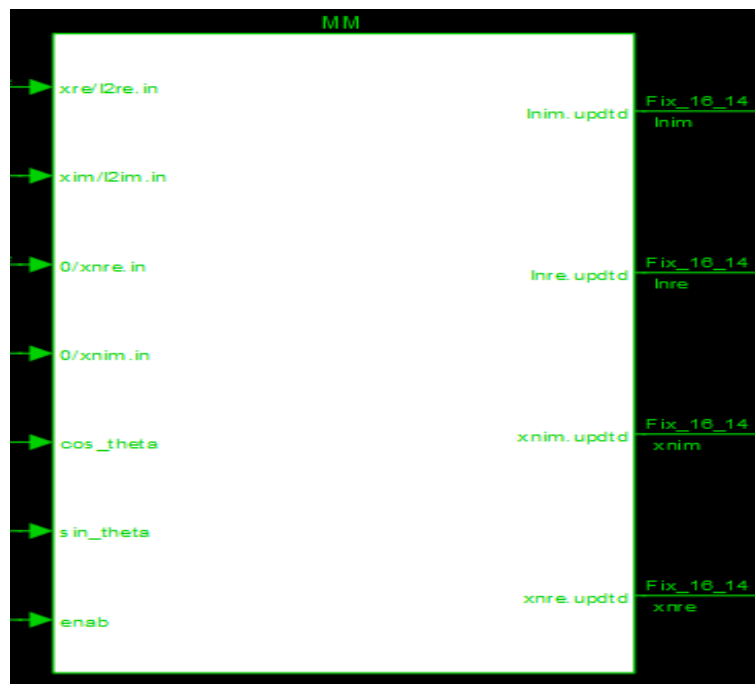 MM
xre/l2re.in
xim/l2im.in
0/xnre.in
0/xnim.in
cos_theta
sin_theta
enab
lnim.updtd
Fix_16_14
lnim
lnre.updtd
Fix_16_14
lnre
xnim.updtd
Fix_16_14
xnim
xnre.updtd
Fix_16_14
xnre